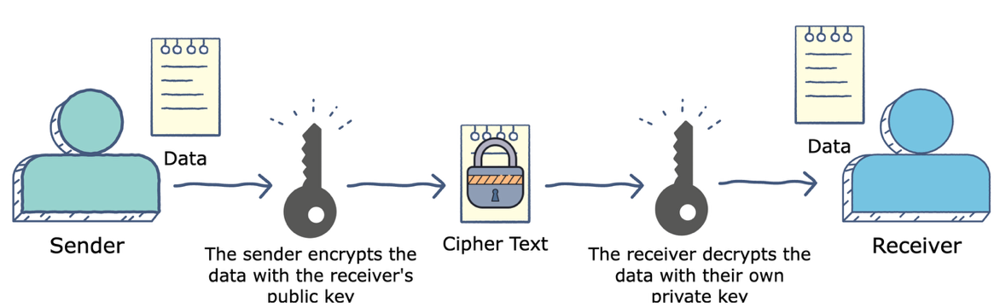 Data
Sender
The sender encrypts the
data with the receiver's
public key
Cipher Text
The receiver decrypts the
data with their own
private key
Data
Receiver